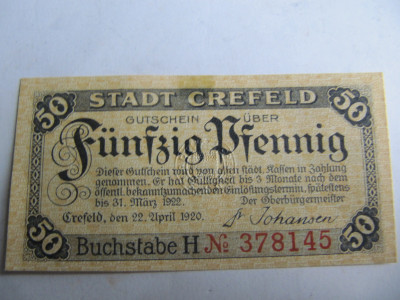 50 STADT CREFELD 50
GUTSCHEIN ÜBER
Fünfzig Pfennig
Dieser Gutschein wird von allen städt. Kassen in Zahlung
genommen. Er hat Gültigkeit bis 3 Monate nach dem
öffentl. bekanntzumachenden Einlösungstermin, spätestens
bis 31. März 1922. Der Oberbürgermeister
Crefeld, den 22. April 1920. Dr Johansen
50 Buchstabe H № 378145 50